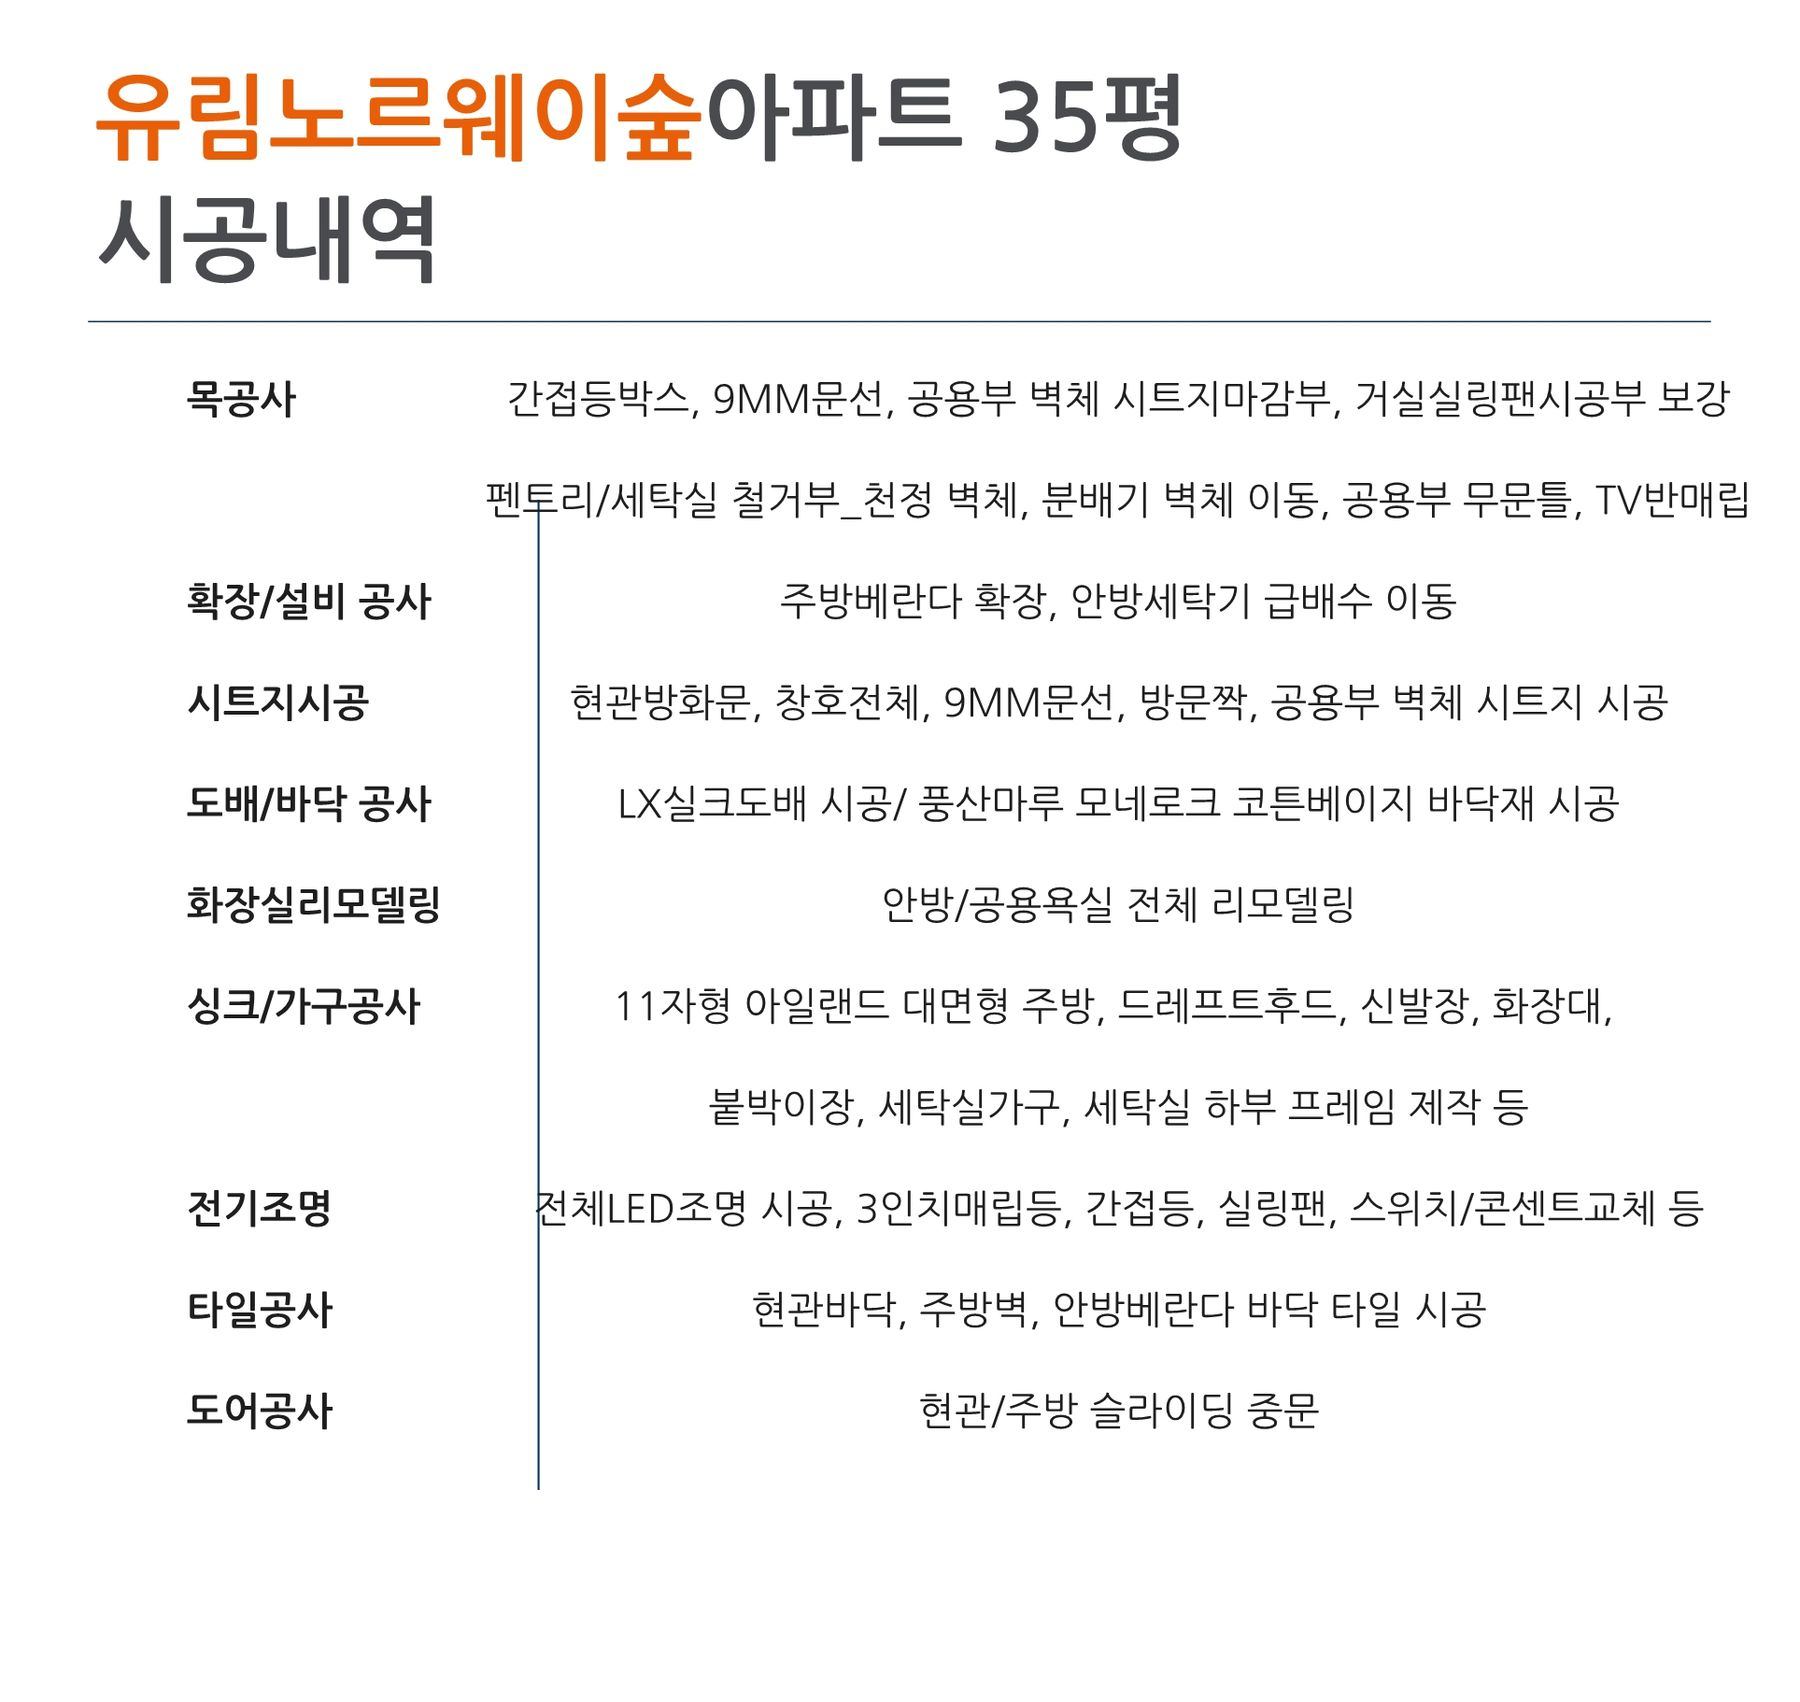 유림노르웨이숲아파트 35평
시공내역
목공사 간접등박스, 9MM문선, 공용부 벽체 시트지마감부, 거실실링팬시공부 보강
펜토리/세탁실 철거부_천정 벽체, 분배기 벽체 이동, 공용부 무문틀, TV반매립
확장/설비 공사 주방베란다 확장, 안방세탁기 급배수 이동
시트지시공 현관방화문, 창호전체, 9MM문선, 방문짝, 공용부 벽체 시트지 시공
도배/바닥 공사 LX실크도배 시공/ 풍산마루 모네로크 코튼베이지 바닥재 시공
화장실리모델링 안방/공용욕실 전체 리모델링
싱크/가구공사 11자형 아일랜드 대면형 주방, 드레프트후드, 신발장, 화장대,
붙박이장, 세탁실가구, 세탁실 하부 프레임 제작 등
전기조명 전체LED조명 시공, 3인치매립등, 간접등, 실링팬, 스위치/콘센트교체 등
타일공사 현관바닥, 주방벽, 안방베란다 바닥 타일 시공
도어공사 현관/주방 슬라이딩 중문